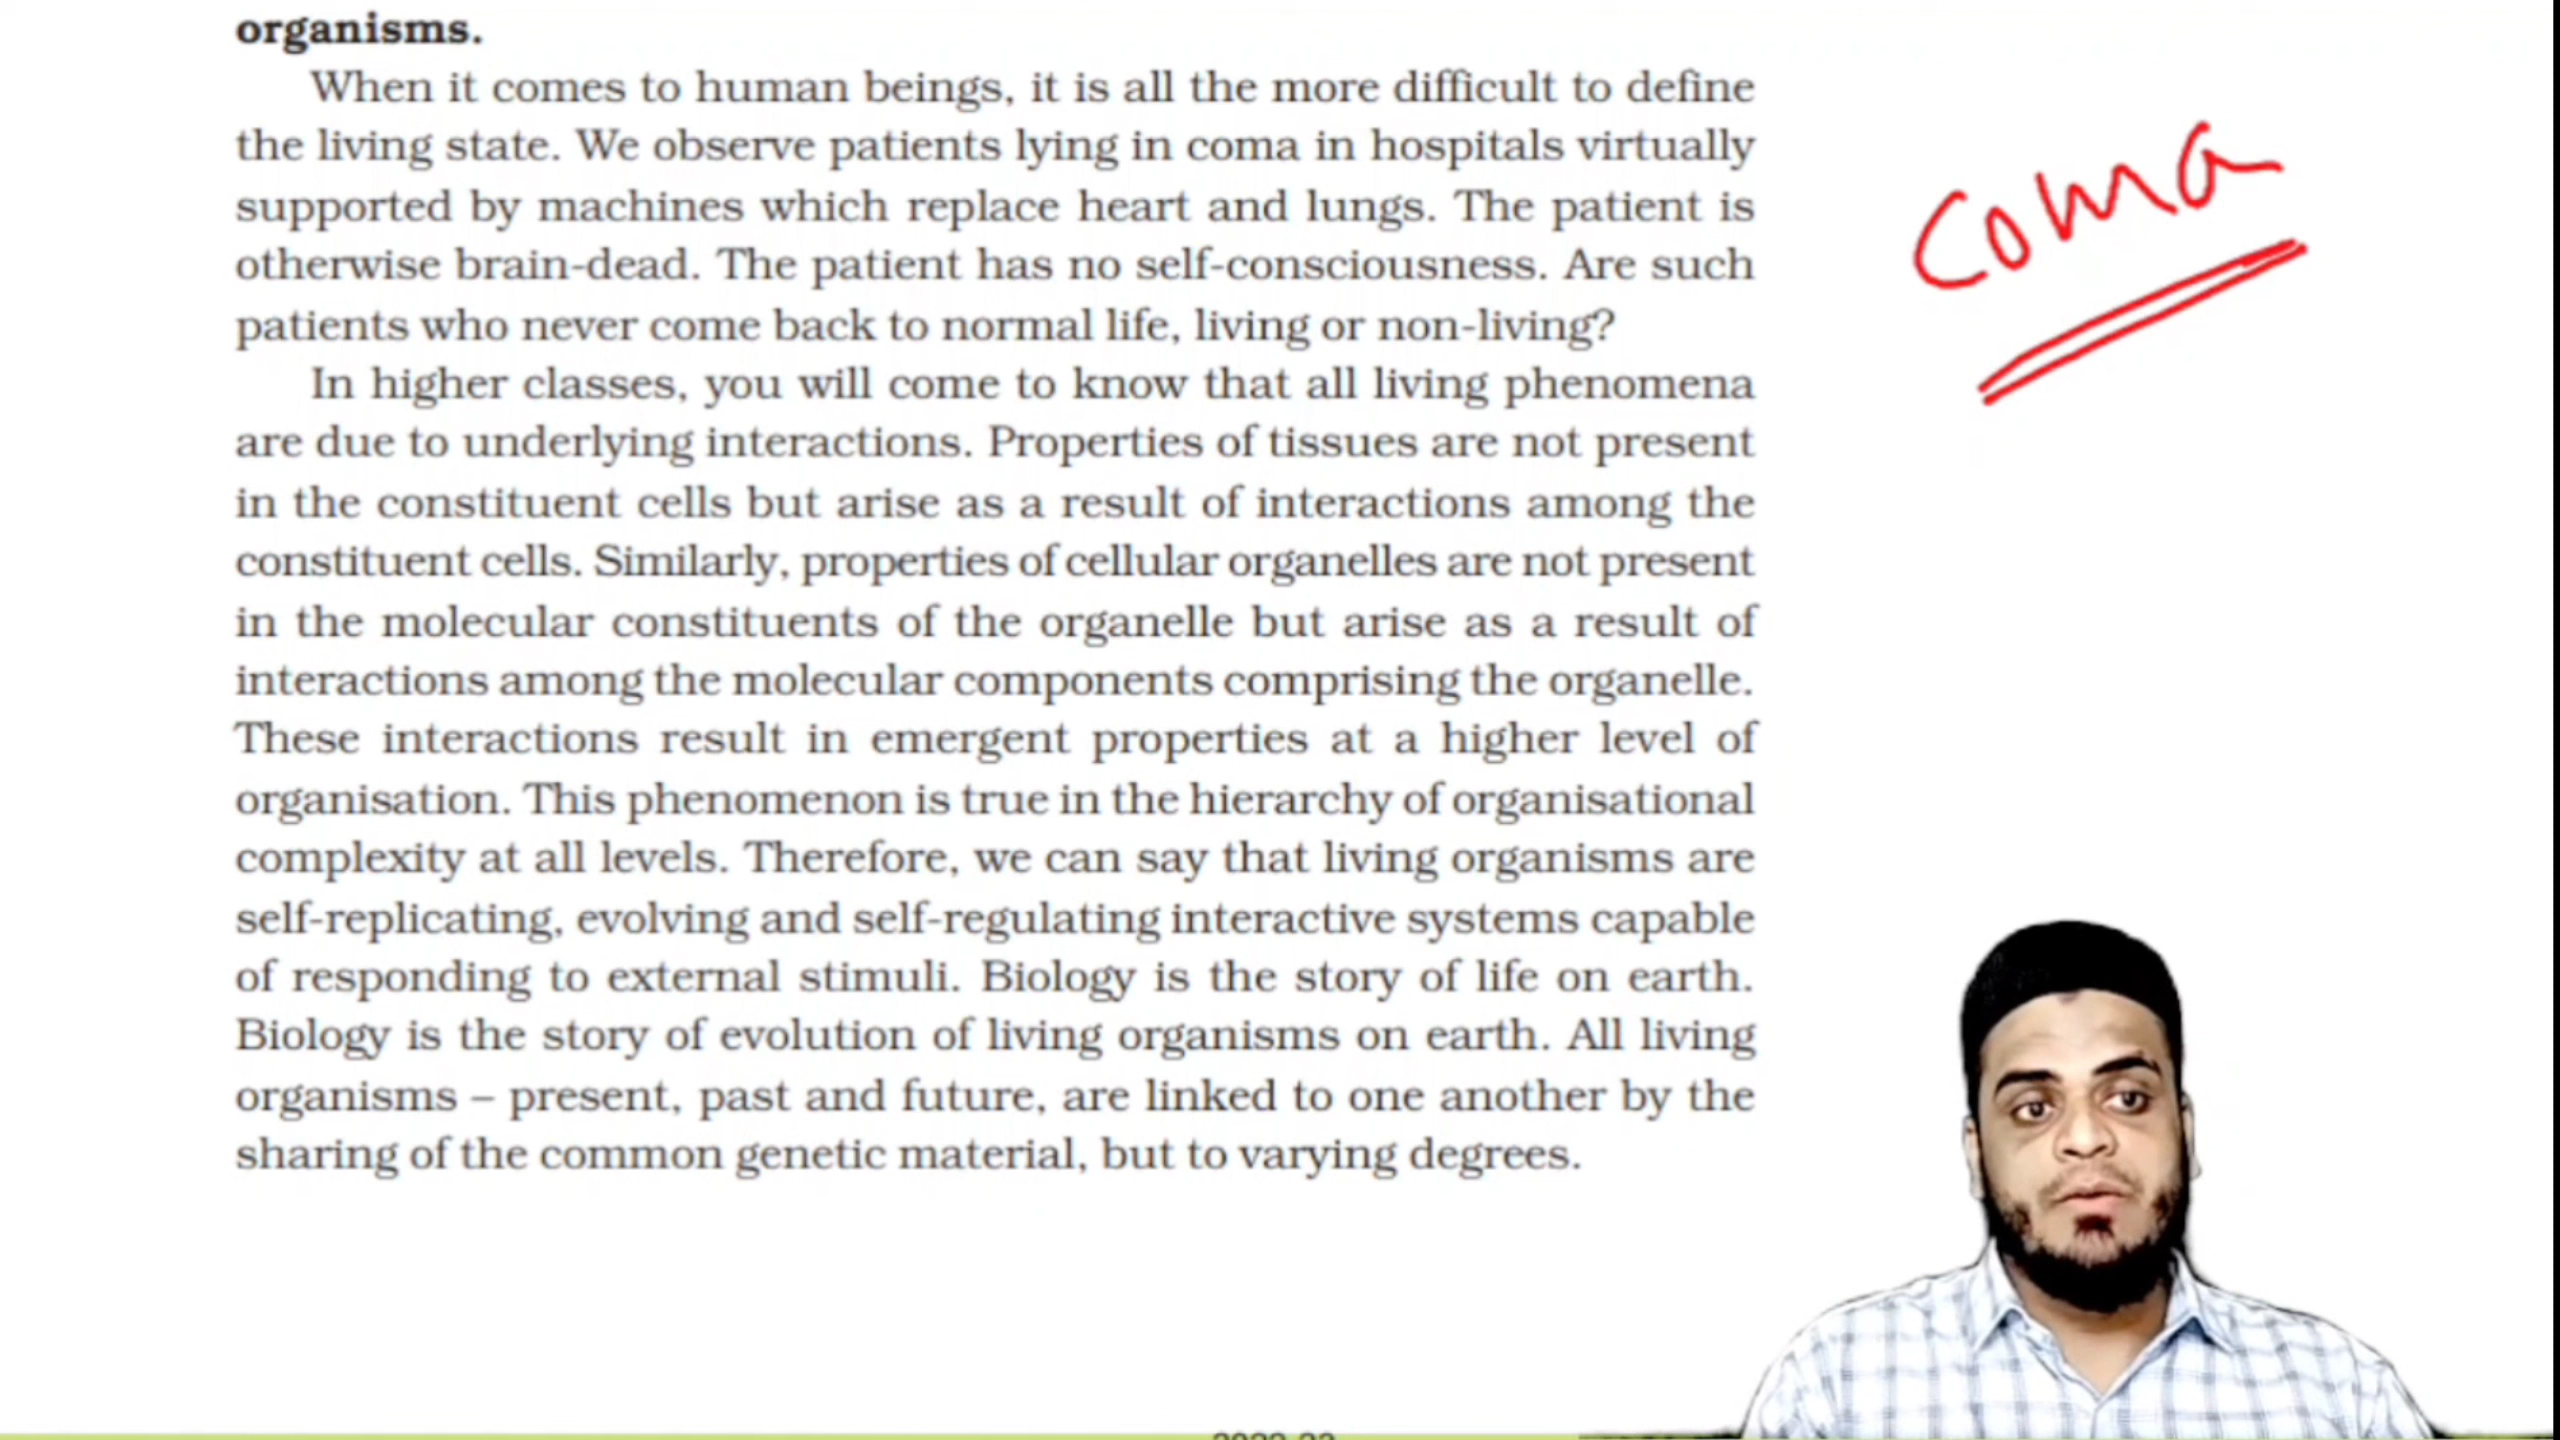 organisms.
When it comes to human beings, it is all the more difficult to define
the living state. We observe patients lying in coma in hospitals virtually
supported by machines which replace heart and lungs. The patient is
otherwise brain-dead. The patient has no self-consciousness. Are such
patients who never come back to normal life, living or non-living?
In higher classes, you will come to know that all living phenomena
are due to underlying interactions. Properties of tissues are not present
in the constituent cells but arise as a result of interactions among the
constituent cells. Similarly, properties of cellular organelles are not present
in the molecular constituents of the organelle but arise as a result of
interactions among the molecular components comprising the organelle.
These interactions result in emergent properties at a higher level of
organisation. This phenomenon is true in the hierarchy of organisational
complexity at all levels. Therefore, we can say that living organisms are
self-replicating, evolving and self-regulating interactive systems capable
of responding to external stimuli. Biology is the story of life on earth.
Biology is the story of evolution of living organisms on earth. All living
organisms – present, past and future, are linked to one another by the
sharing of the common genetic material, but to varying degrees.
coma